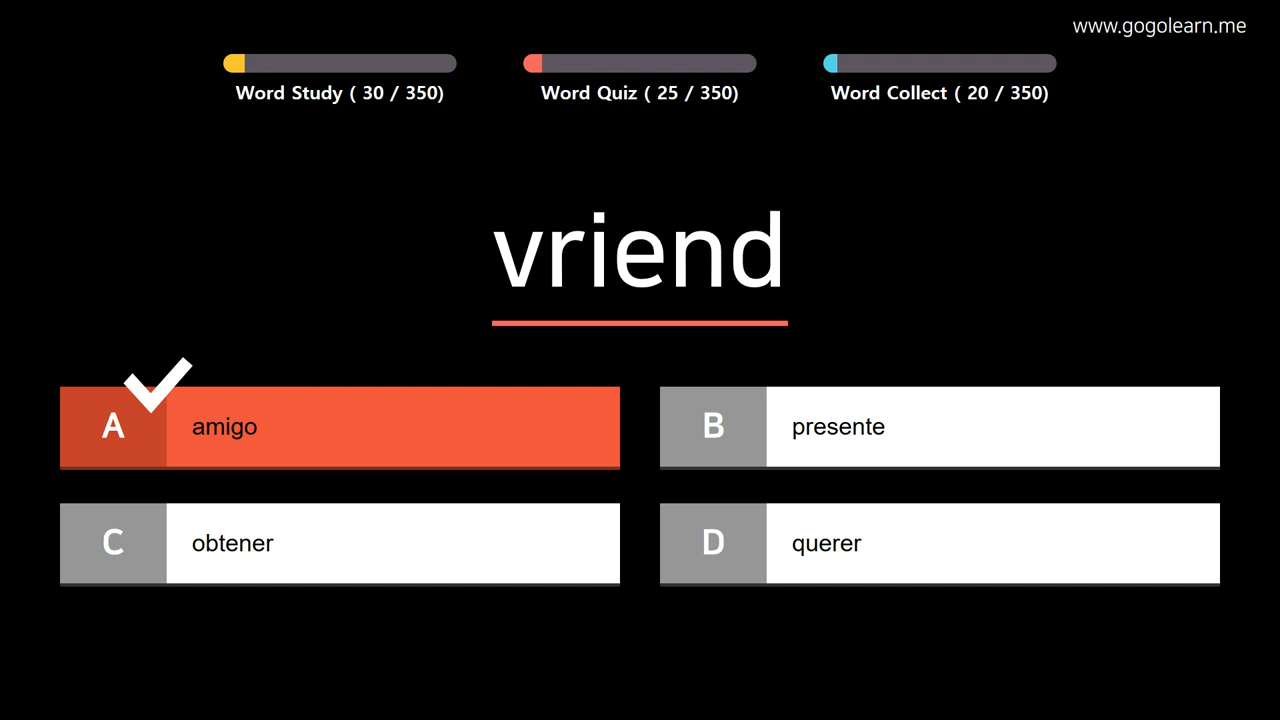 www.gogolearn.me
Word Study ( 30 / 350)
Word Quiz ( 25 / 350)
Word Collect ( 20 / 350)
vriend
A amigo
B presente
C obtener
D querer